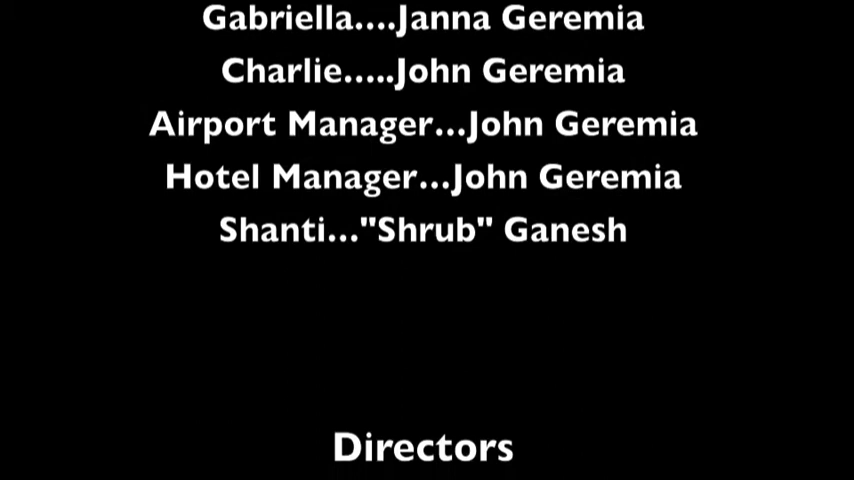 Gabriella....Janna Geremia
Charlie.....John Geremia
Airport Manager...John Geremia
Hotel Manager...John Geremia
Shanti..."Shrub" Ganesh
Directors